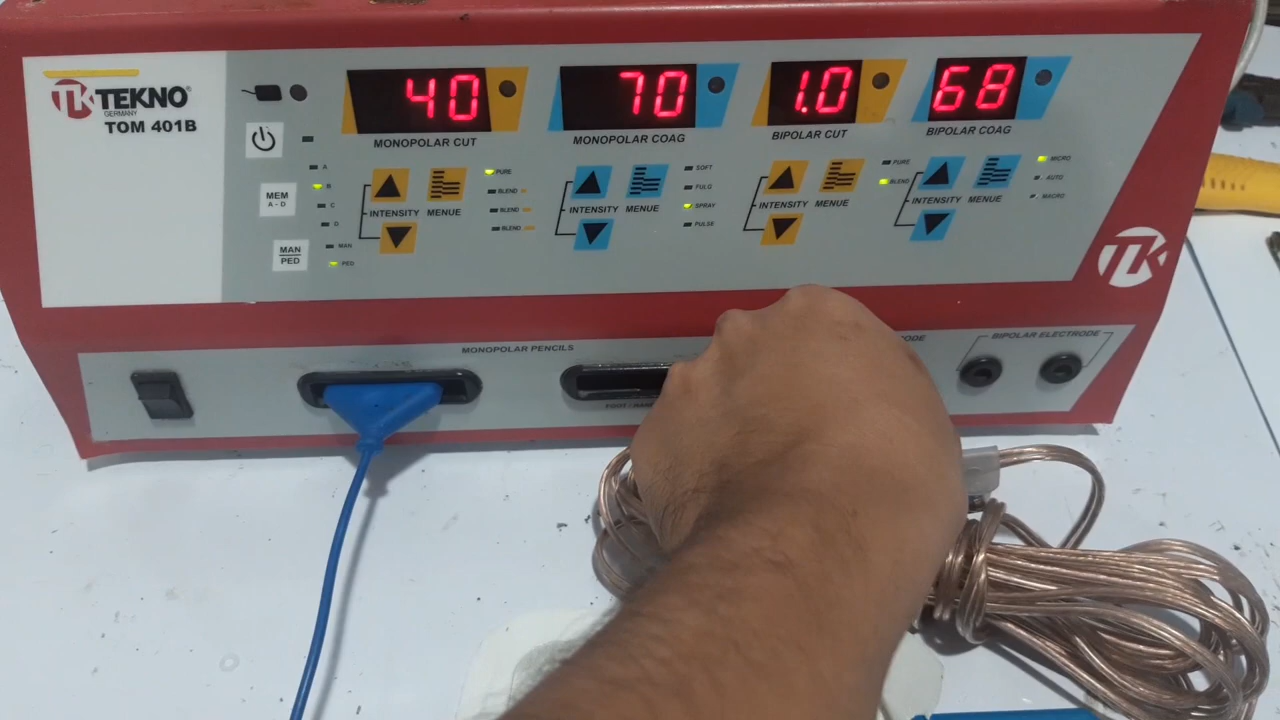 TK TEKNO®
GERMANY
TOM 401B
40
MONOPOLAR CUT
70
MONOPOLAR COAG
1.0
BIPOLAR CUT
68
BIPOLAR COAG
MEM
A - D
MAN
PED
A
B
C
D
MAN
PED
INTENSITY
MENUE
PURE
BLEND
BLEND
BLEND
INTENSITY
MENUE
SOFT
FULG
SPRAY
PULSE
INTENSITY
MENUE
PURE
BLEND
INTENSITY
MENUE
MICRO
AUTO
MACRO
TK
MONOPOLAR PENCILS
BIPOLAR ELECTRODE